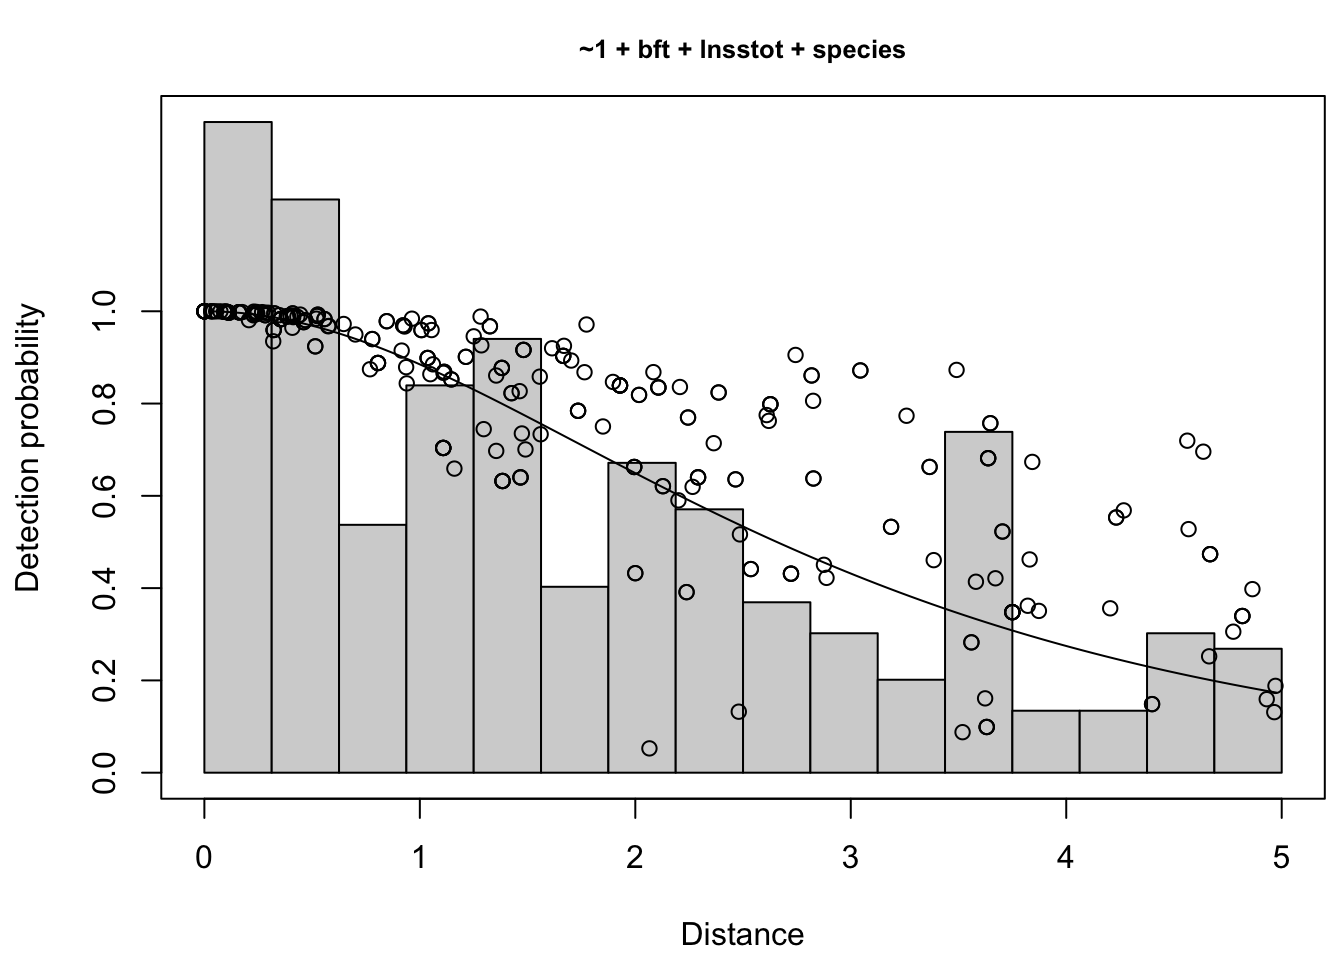 ~1 + bft + lnsstot + species
Detection probability
1.0
0.8
0.6
0.4
0.2
0.0
0 1 2 3 4 5
Distance